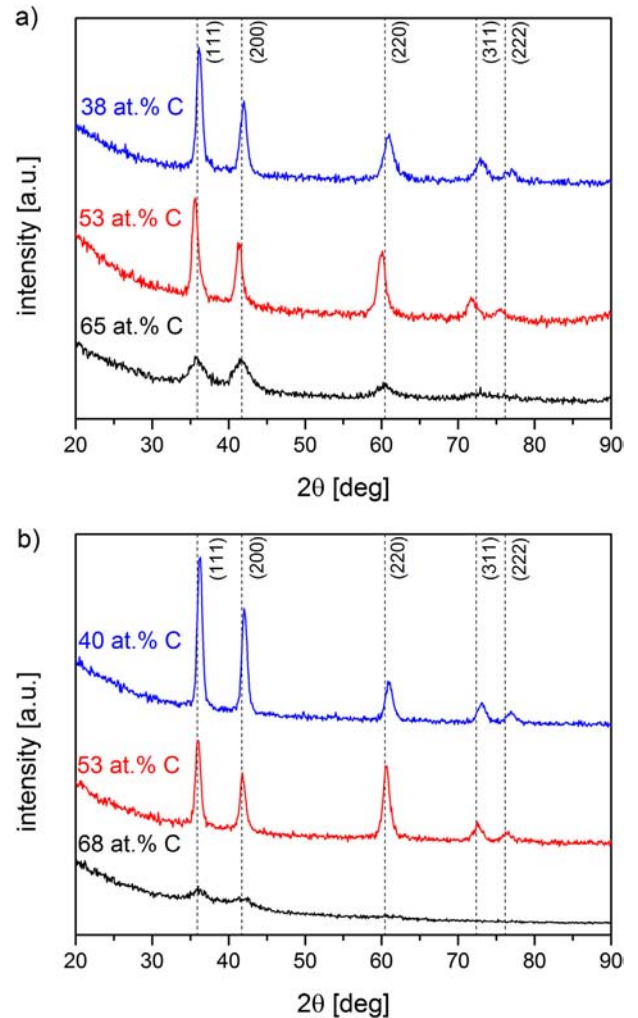 a)
(111)
(200)
(220)
(311)
(222)
38 at.% C
53 at.% C
65 at.% C
intensity [a.u.]
20 30 40 50 60 70 80 90
2θ [deg]
b)
(111)
(200)
(220)
(311)
(222)
40 at.% C
53 at.% C
68 at.% C
intensity [a.u.]
20 30 40 50 60 70 80 90
2θ [deg]